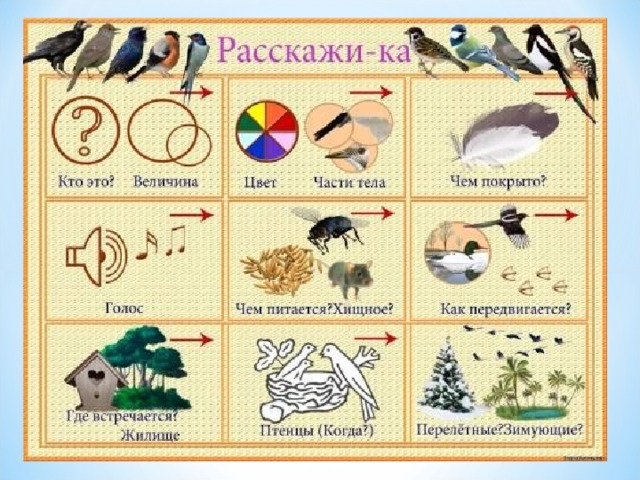 Расскажи-ка
Кто это? Величина
Цвет Части тела
Чем покрыто?
Голос
Чем питается?Хищное?
Как передвигается?
Где встречается?
Жилище
Птенцы (Когда?)
Перелётные?Зимующие?